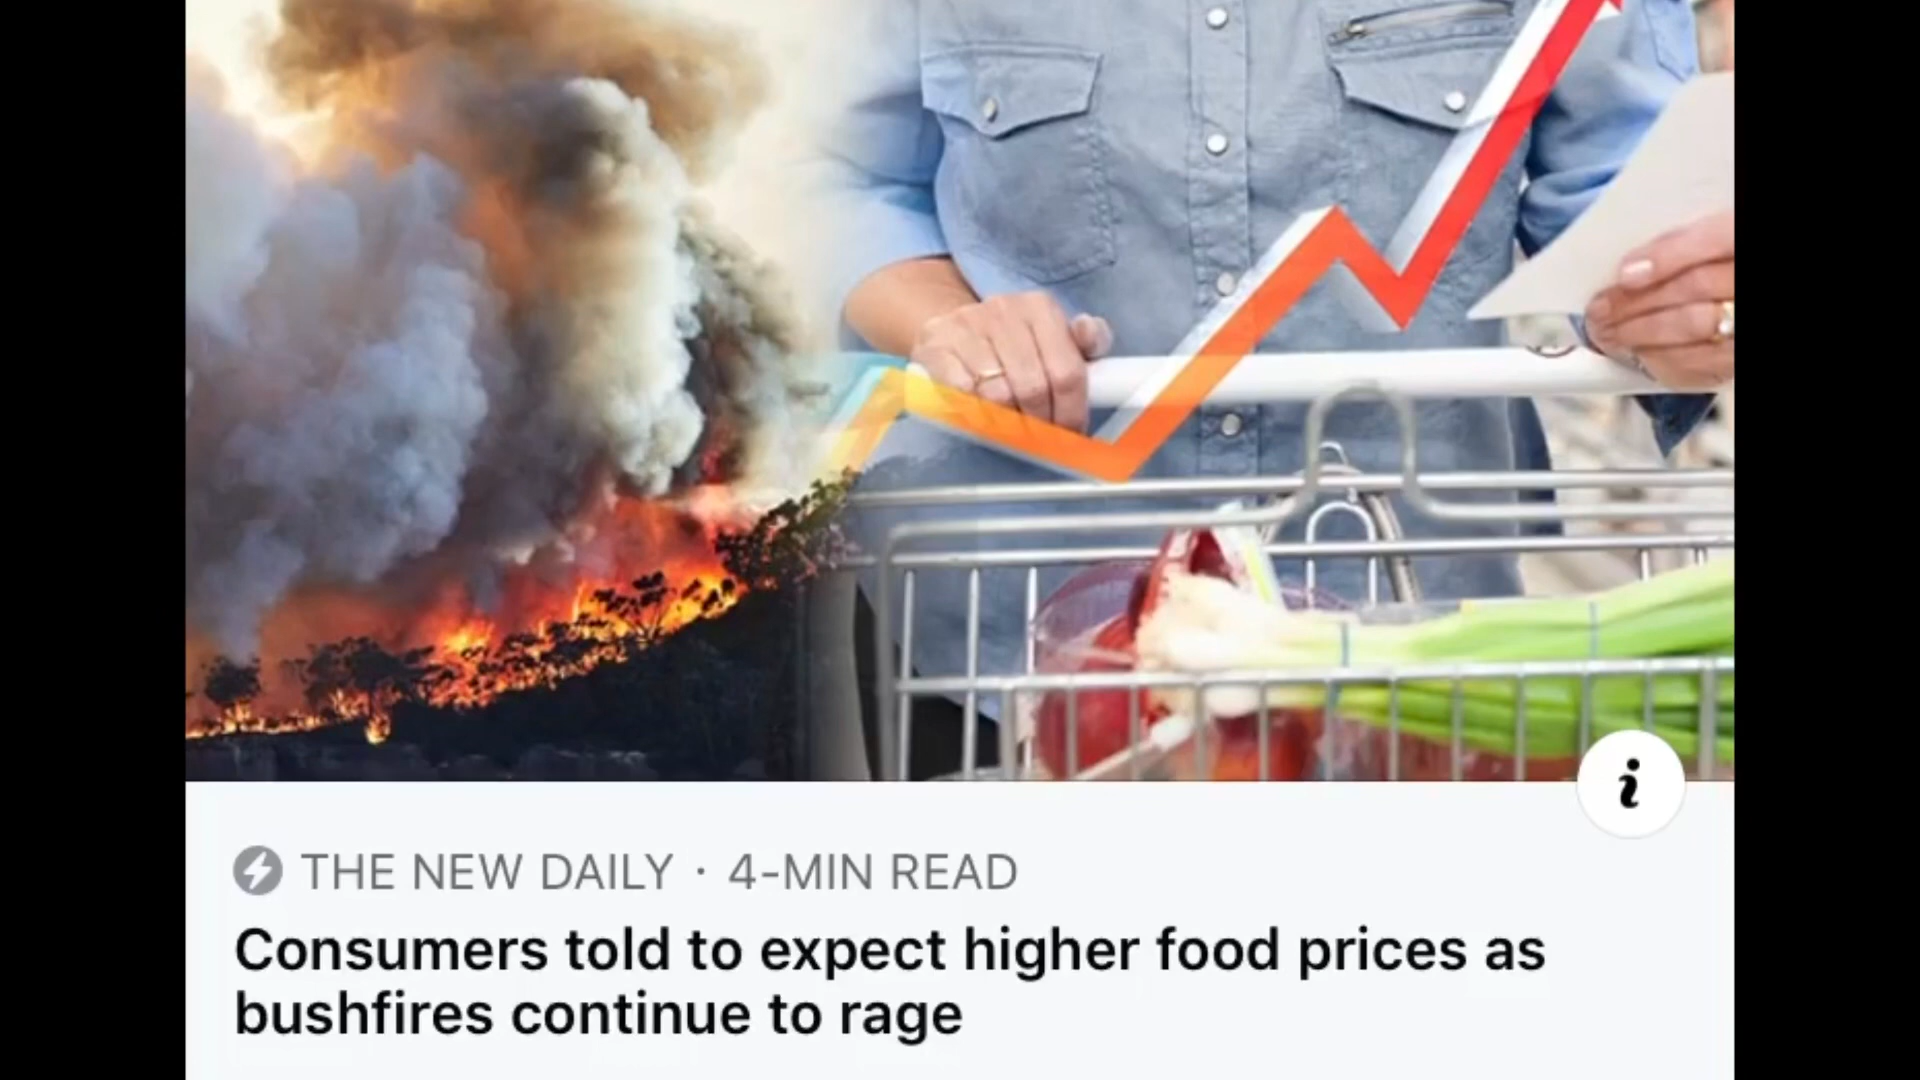 THE NEW DAILY · 4-MIN READ
Consumers told to expect higher food prices as
bushfires continue to rage